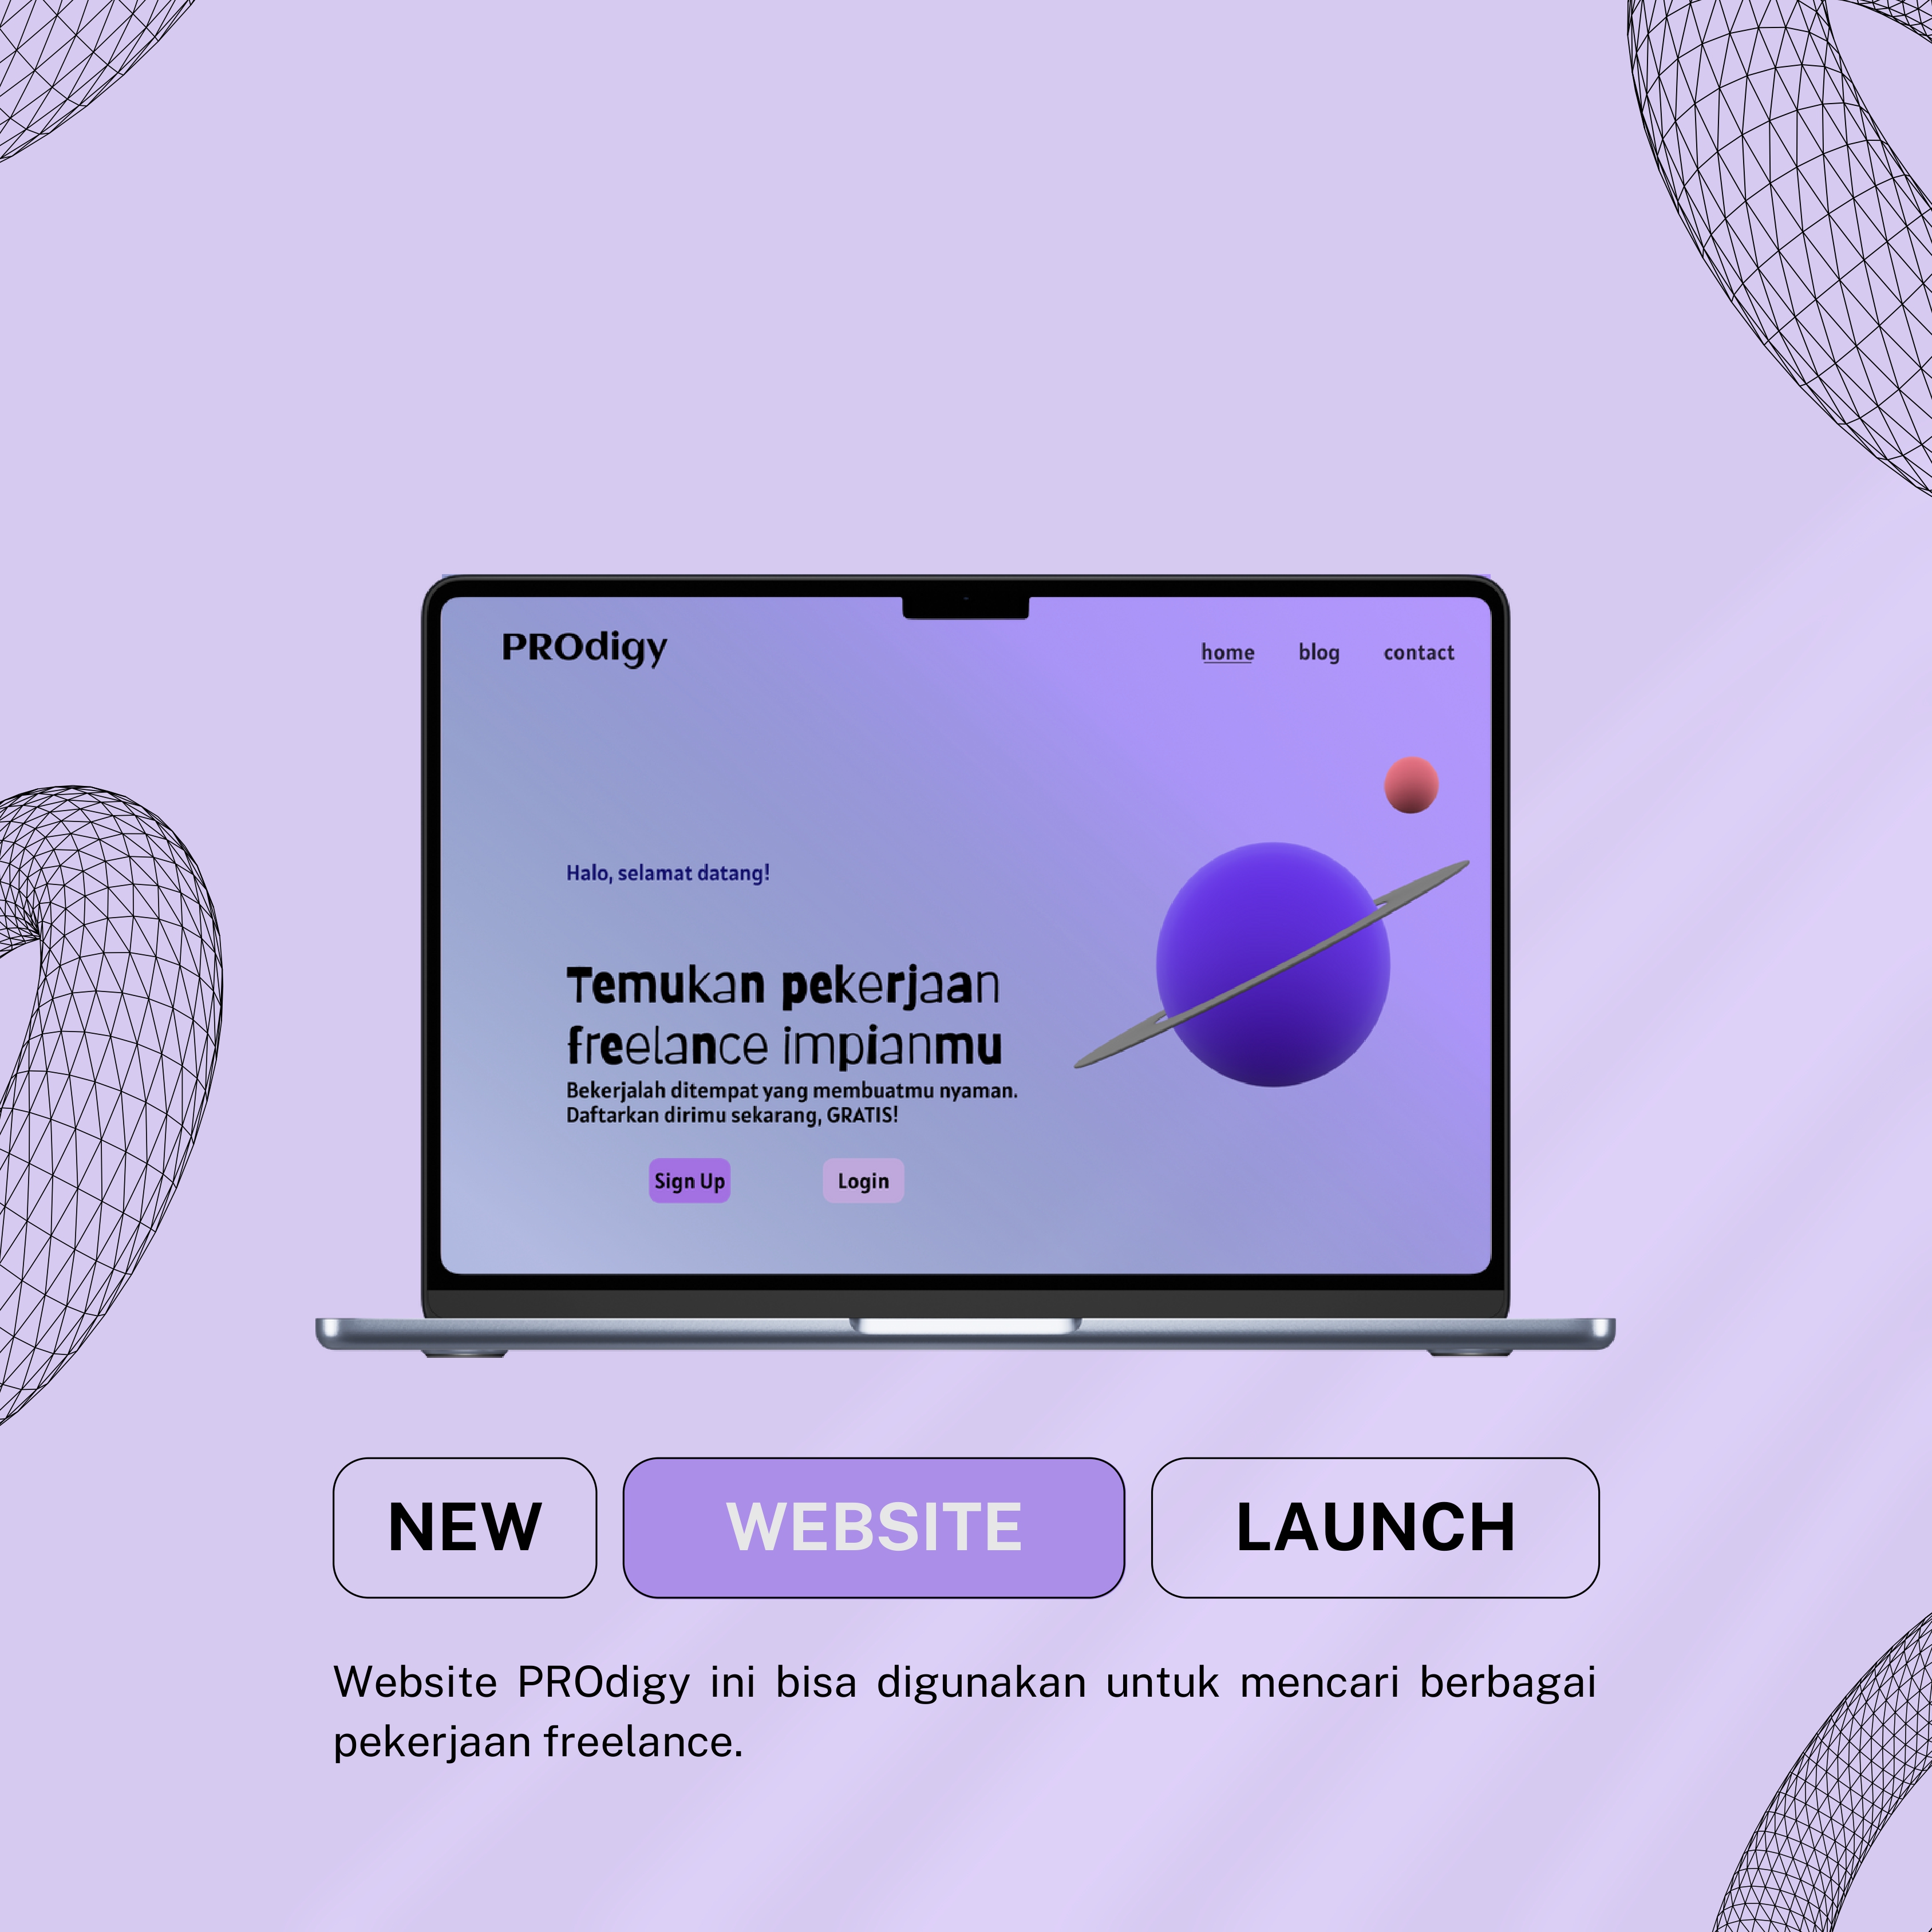 PROdigy
home blog contact
Halo, selamat datang!
Temukan pekerjaan
freelance impianmu
Bekerjalah ditempat yang membuatmu nyaman.
Daftarkan dirimu sekarang, GRATIS!
Sign Up Login
NEW WEBSITE LAUNCH
Website PROdigy ini bisa digunakan untuk mencari berbagai
pekerjaan freelance.